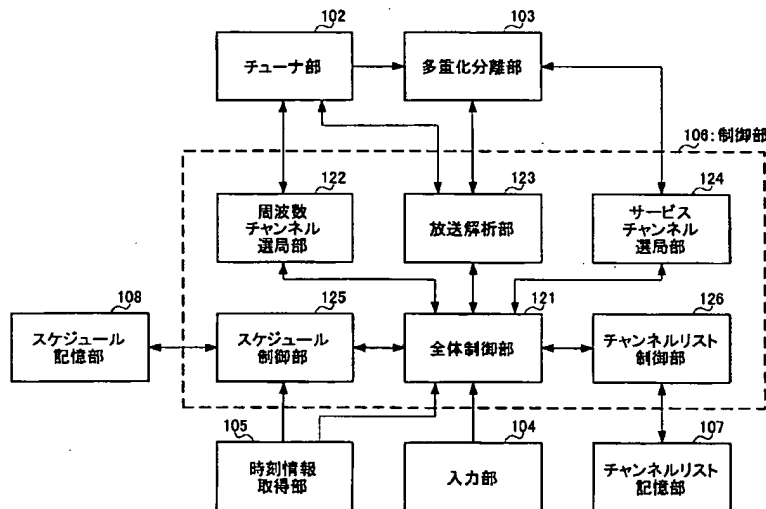 102
チューナ部
103
多重化分離部
106:制御部
122
周波数
チャンネル
選局部
123
放送解析部
124
サービス
チャンネル
選局部
108
スケジュール
記憶部
125
スケジュール
制御部
121
全体制御部
126
チャンネルリスト
制御部
105
時刻情報
取得部
104
入力部
107
チャンネルリスト
記憶部